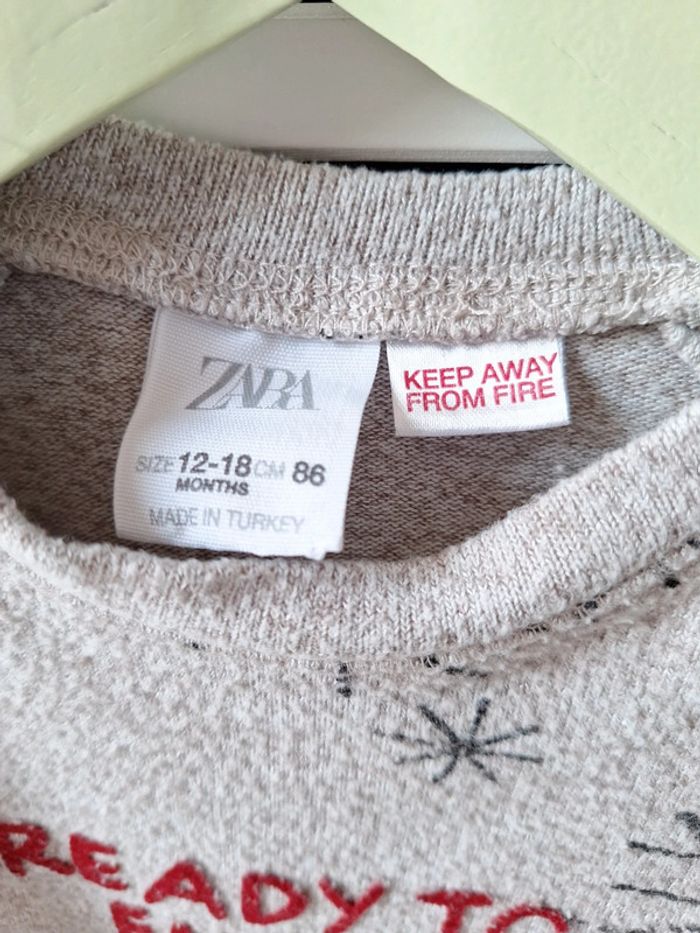 ZARA
SIZE 12-18 CM 86
MONTHS
MADE IN TURKEY
KEEP AWAY
FROM FIRE
READY TO